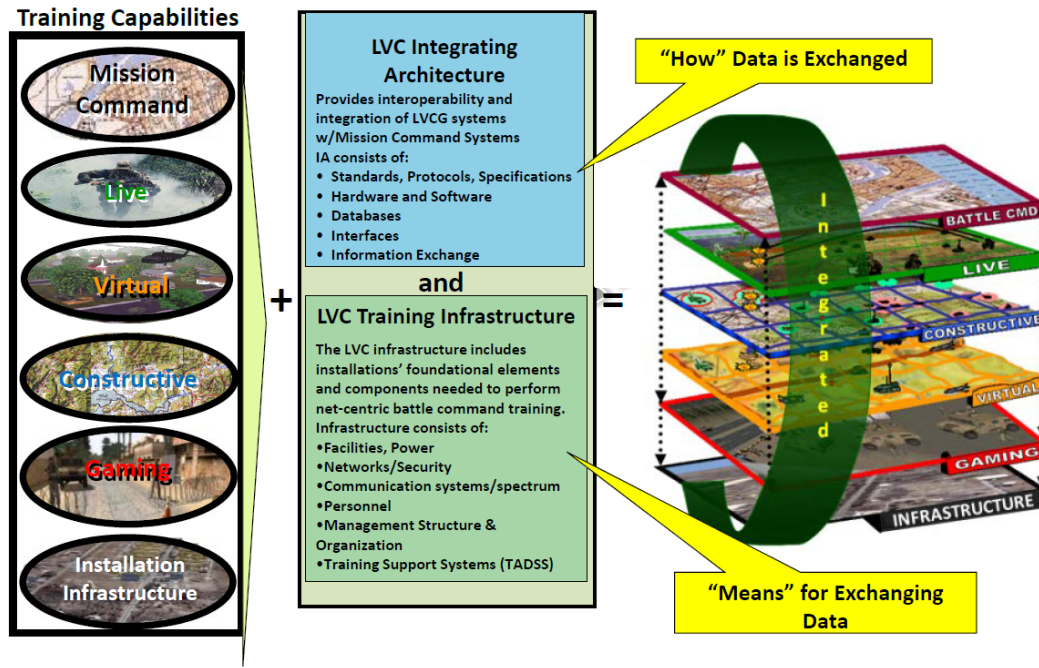 Training Capabilities
Mission
Command
Live
Virtual
Constructive
Gaming
Installation
Infrastructure
+
LVC Integrating
Architecture
Provides interoperability and
integration of LVCG systems
w/Mission Command Systems
IA consists of:
• Standards, Protocols, Specifications
• Hardware and Software
• Databases
• Interfaces
• Information Exchange
and
LVC Training Infrastructure
The LVC infrastructure includes
installations’ foundational elements
and components needed to perform
net-centric battle command training.
Infrastructure consists of:
•Facilities, Power
•Networks/Security
•Communication systems/spectrum
•Personnel
•Management Structure &
Organization
•Training Support Systems (TADSS)
=
“How” Data is Exchanged
Integrated
BATTLE CMD
LIVE
CONSTRUCTIVE
VIRTUAL
GAMING
INFRASTRUCTURE
“Means” for Exchanging
Data